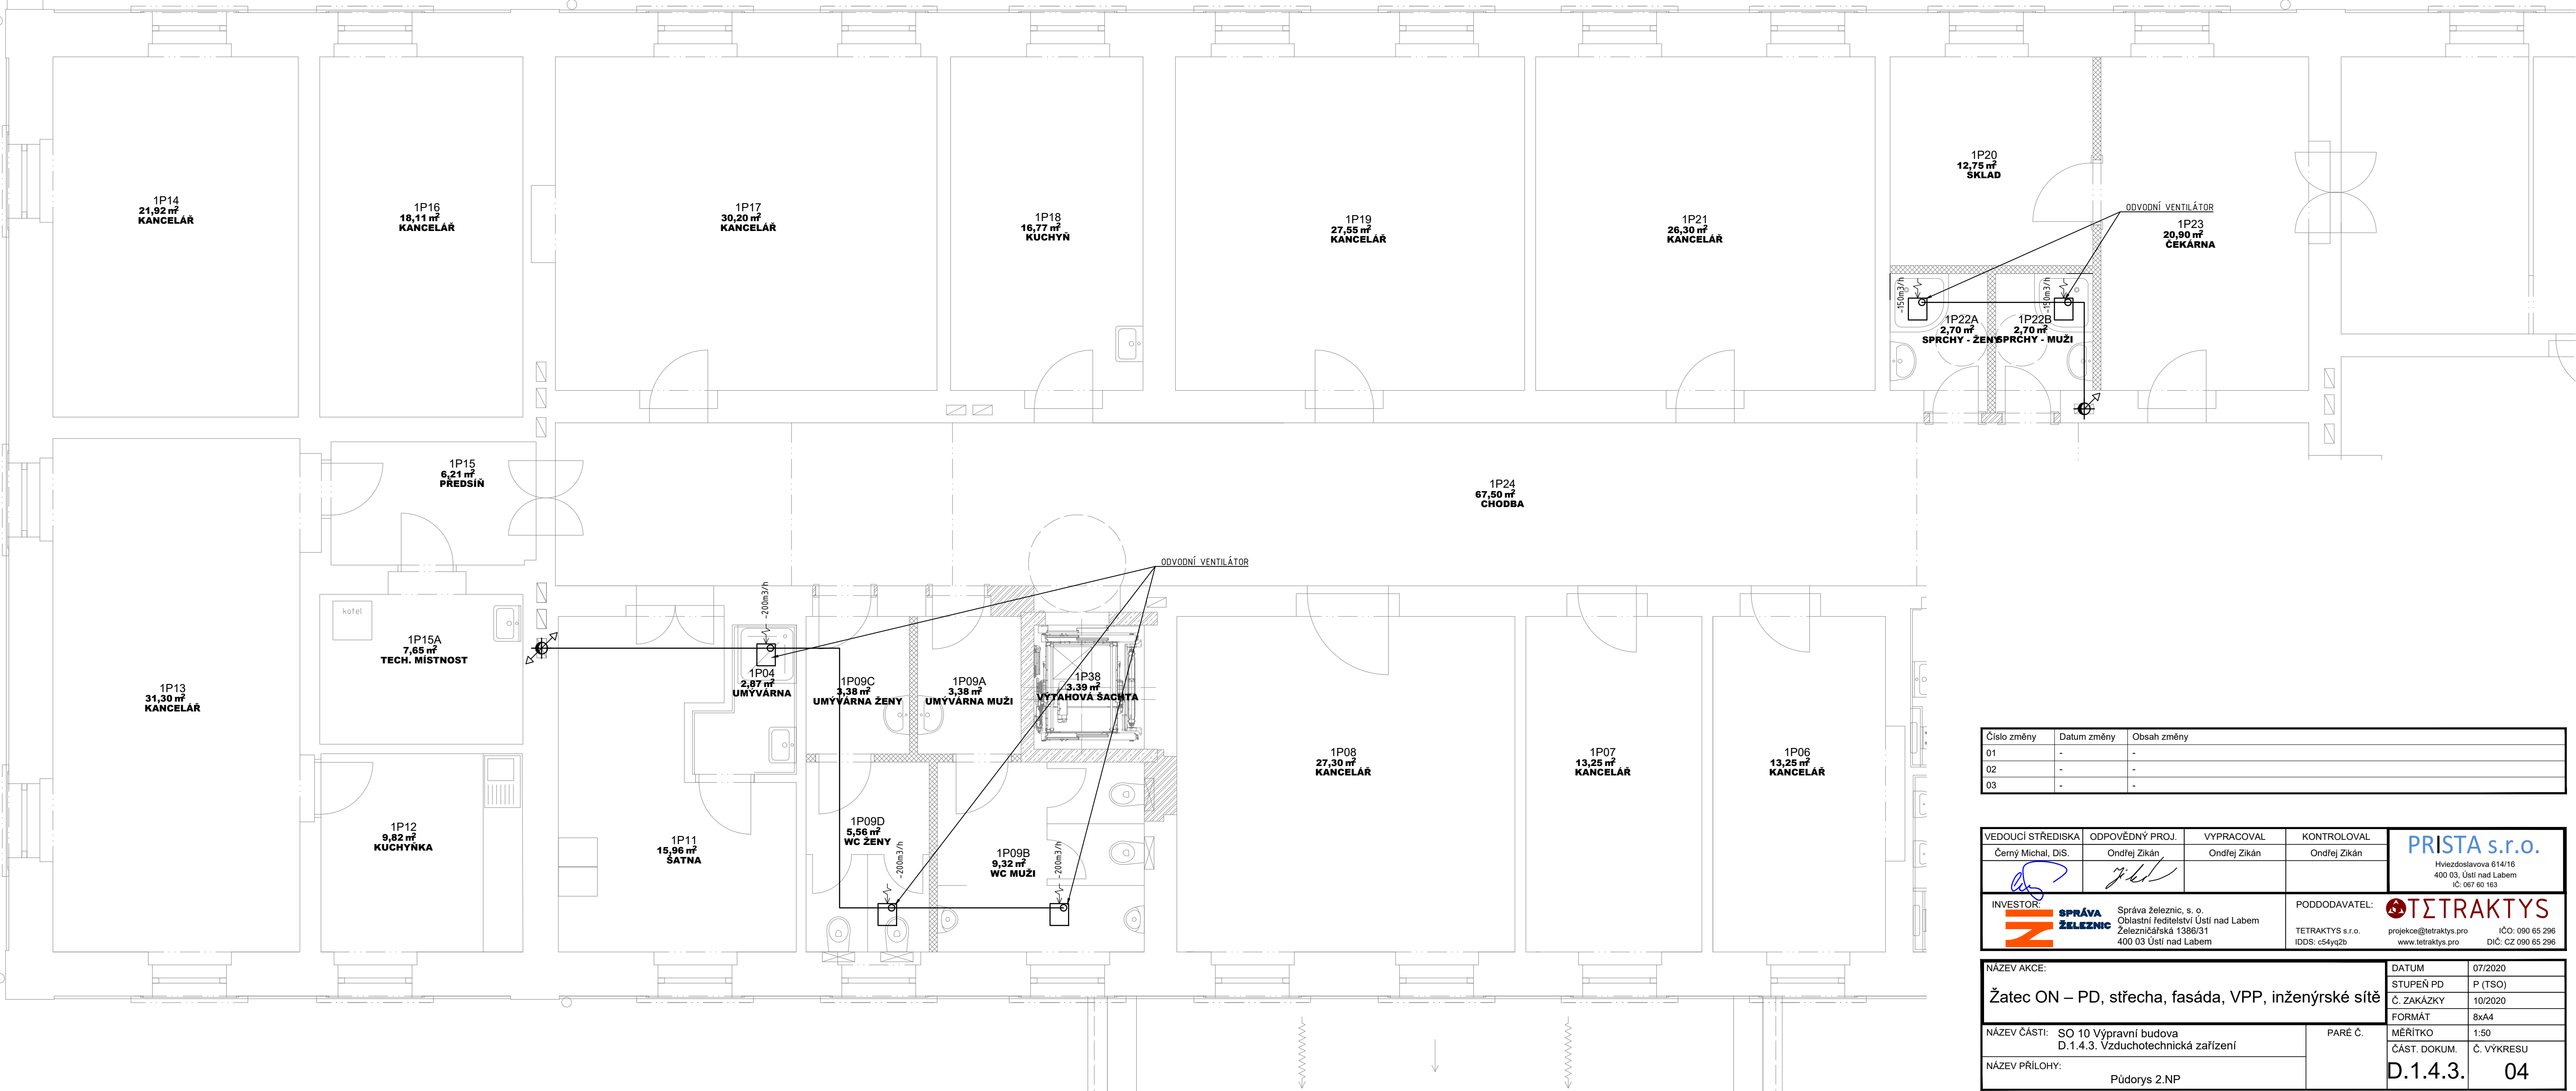 1P14
21,92 m²
KANCELÁŘ
1P16
18,11 m²
KANCELÁŘ
1P17
30,20 m²
KANCELÁŘ
1P18
16,77 m²
KUCHYŇ
1P19
27,55 m²
KANCELÁŘ
1P21
26,30 m²
KANCELÁŘ
1P20
12,75 m²
SKLAD
ODVODNÍ VENTILÁTOR
1P23
20,90 m²
ČEKÁRNA
-150m3/h
-150m3/h
1P22A
2,70 m²
SPRCHY - ŽENY
1P22B
2,70 m²
SPRCHY - MUŽI
1P15
6,21 m²
PŘEDSÍŇ
1P24
67,50 m²
CHODBA
ODVODNÍ VENTILÁTOR
kotel
1P15A
7,65 m²
TECH. MÍSTNOST
-200m3/h
1P04
2,87 m²
UMÝVÁRNA
1P09C
3,38 m²
UMÝVÁRNA ŽENY
1P09A
3,38 m²
UMÝVÁRNA MUŽI
1P38
3.39 m²
VÝTAHOVÁ ŠACHTA
1P13
31,30 m²
KANCELÁŘ
1P08
27,30 m²
KANCELÁŘ
1P07
13,25 m²
KANCELÁŘ
1P06
13,25 m²
KANCELÁŘ
1P12
9,82 m²
KUCHYŇKA
1P11
15,96 m²
ŠATNA
1P09D
5,56 m²
WC ŽENY
-200m3/h
1P09B
9,32 m²
WC MUŽI
-200m3/h
Číslo změny Datum změny Obsah změny
01 - -
02 - -
03 - -
VEDOUCÍ STŘEDISKA ODPOVĚDNÝ PROJ. VYPRACOVAL KONTROLOVAL
Černý Michal, DiS. Ondřej Zikán Ondřej Zikán Ondřej Zikán
PRISTA s.r.o.
Hviezdoslavova 614/16
400 03, Ústí nad Labem
IČ: 067 60 163
INVESTOR:
SPRÁVA
ŽELEZNIC
Správa železnic, s. o.
Oblastní ředitelství Ústí nad Labem
Železničářská 1386/31
400 03 Ústí nad Labem
PODDODAVATEL:
TETRAKTYS
TETRAKTYS s.r.o. projekce@tetraktys.pro IČO: 090 65 296
IDDS: c54yq2b www.tetraktys.pro DIČ: CZ 090 65 296
NÁZEV AKCE:
Žatec ON – PD, střecha, fasáda, VPP, inženýrské sítě
DATUM 07/2020
STUPEŇ PD P (TSO)
Č. ZAKÁZKY 10/2020
FORMÁT 8xA4
NÁZEV ČÁSTI: SO 10 Výpravní budova
D.1.4.3. Vzduchotechnická zařízení
PARÉ Č.
MĚŘÍTKO 1:50
ČÁST. DOKUM. Č. VÝKRESU
D.1.4.3. 04
NÁZEV PŘÍLOHY:
Půdorys 2.NP